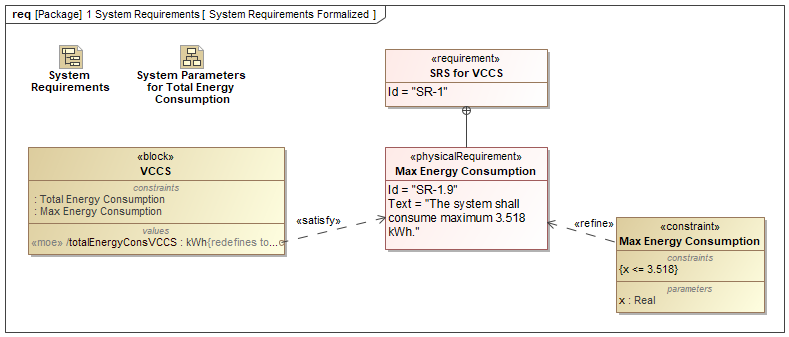 req [Package] 1 System Requirements [ System Requirements Formalized ]
System
Requirements
System Parameters
for Total Energy
Consumption
«requirement»
SRS for VCCS
Id = "SR-1"
«block»
VCCS
constraints
: Total Energy Consumption
: Max Energy Consumption
values
«moe» /totalEnergyConsVCCS : kWh{redefines to...
«satisfy»
«physicalRequirement»
Max Energy Consumption
Id = "SR-1.9"
Text = "The system shall
consume maximum 3.518
kWh."
«refine»
«constraint»
Max Energy Consumption
constraints
{x <= 3.518}
parameters
x : Real